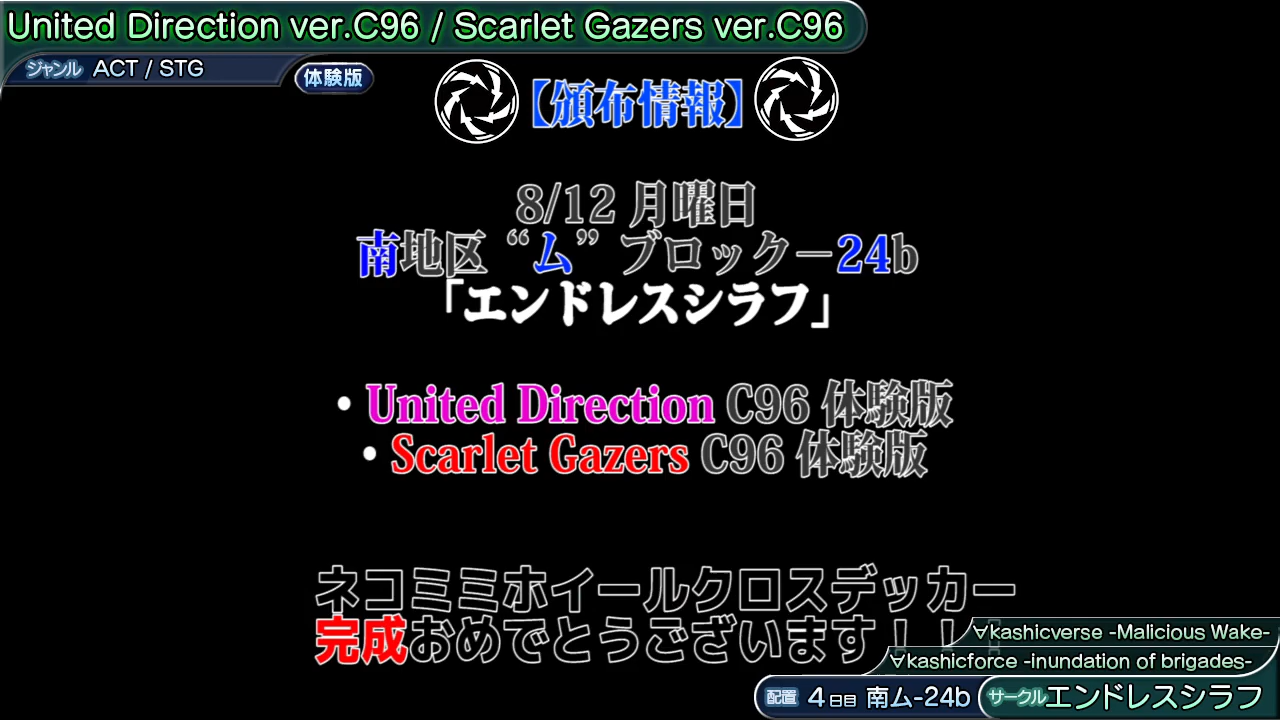 United Direction ver.C96 / Scarlet Gazers ver.C96
ジャンル ACT / STG
体験版
【頒布情報】
8/12 月曜日
南地区“ム”ブロック－24b
「エンドレスシラフ」
・United Direction C96 体験版
・Scarlet Gazers C96 体験版
ネコミミホイールクロスデッカー
完成おめでとうございます！！！
∀kashicverse -Malicious Wake-
∀kashicforce -inundation of brigades-
配置 4日目 南ム-24b
サークル エンドレスシラフ